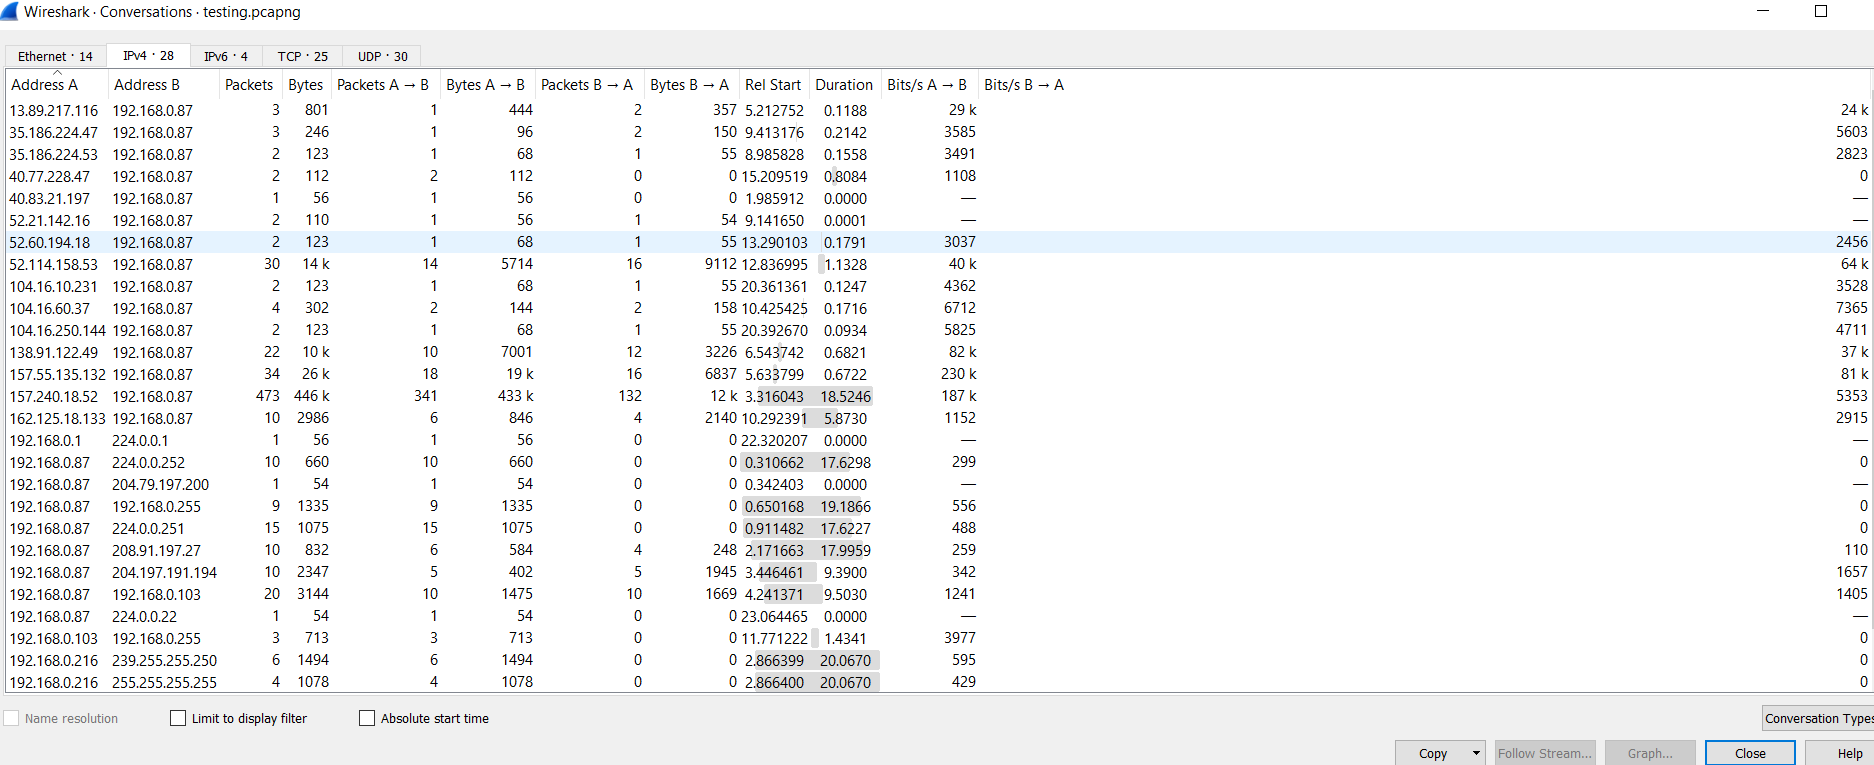 Wireshark · Conversations · testing.pcapng
Ethernet · 14 IPv4 · 28 IPv6 · 4 TCP · 25 UDP · 30
Address A Address B Packets Bytes Packets A → B Bytes A → B Packets B → A Bytes B → A Rel Start Duration Bits/s A → B Bits/s B → A
13.89.217.116 192.168.0.87 3 801 1 444 2 357 5.212752 0.1188 29 k 24 k
35.186.224.47 192.168.0.87 3 246 1 96 2 150 9.413176 0.2142 3585 5603
35.186.224.53 192.168.0.87 2 123 1 68 1 55 8.985828 0.1558 3491 2823
40.77.228.47 192.168.0.87 2 112 2 112 0 0 15.209519 0.8084 1108 0
40.83.21.197 192.168.0.87 1 56 1 56 0 0 1.985912 0.0000 — —
52.21.142.16 192.168.0.87 2 110 1 56 1 54 9.141650 0.0001 — —
52.60.194.18 192.168.0.87 2 123 1 68 1 55 13.290103 0.1791 3037 2456
52.114.158.53 192.168.0.87 30 14 k 14 5714 16 9112 12.836995 1.1328 40 k 64 k
104.16.10.231 192.168.0.87 2 123 1 68 1 55 20.361361 0.1247 4362 3528
104.16.60.37 192.168.0.87 4 302 2 144 2 158 10.425425 0.1716 6712 7365
104.16.250.144 192.168.0.87 2 123 1 68 1 55 20.392670 0.0934 5825 4711
138.91.122.49 192.168.0.87 22 10 k 10 7001 12 3226 6.543742 0.6821 82 k 37 k
157.55.135.132 192.168.0.87 34 26 k 18 19 k 16 6837 5.633799 0.6722 230 k 81 k
157.240.18.52 192.168.0.87 473 446 k 341 433 k 132 12 k 3.316043 18.5246 187 k 5353
162.125.18.133 192.168.0.87 10 2986 6 846 4 2140 10.292391 5.8730 1152 2915
192.168.0.1 224.0.0.1 1 56 1 56 0 0 22.320207 0.0000 — —
192.168.0.87 224.0.0.252 10 660 10 660 0 0 0.310662 17.6298 299 0
192.168.0.87 204.79.197.200 1 54 1 54 0 0 0.342403 0.0000 — —
192.168.0.87 192.168.0.255 9 1335 9 1335 0 0 0.650168 19.1866 556 0
192.168.0.87 224.0.0.251 15 1075 15 1075 0 0 0.911482 17.6227 488 0
192.168.0.87 208.91.197.27 10 832 6 584 4 248 2.171663 17.9959 259 110
192.168.0.87 204.197.191.194 10 2347 5 402 5 1945 3.446461 9.3900 342 1657
192.168.0.87 192.168.0.103 20 3144 10 1475 10 1669 4.241371 9.5030 1241 1405
192.168.0.87 224.0.0.22 1 54 1 54 0 0 23.064465 0.0000 — —
192.168.0.103 192.168.0.255 3 713 3 713 0 0 11.771222 1.4341 3977 0
192.168.0.216 239.255.255.250 6 1494 6 1494 0 0 2.866399 20.0670 595 0
192.168.0.216 255.255.255.255 4 1078 4 1078 0 0 2.866400 20.0670 429 0
Name resolution Limit to display filter Absolute start time Conversation Types
Copy Follow Stream... Graph... Close Help